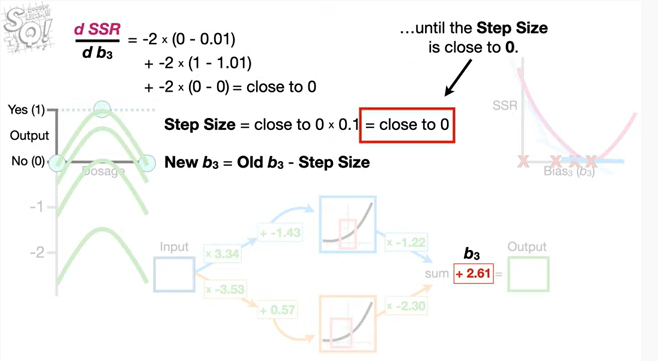 SQ!
d SSR
d b₃
= -2 × (0 - 0.01)
+ -2 × (1 - 1.01)
+ -2 × (0 - 0) = close to 0
...until the Step Size
is close to 0.
Step Size = close to 0 × 0.1 = close to 0
New b₃ = Old b₃ - Step Size
Yes (1)
Output
No (0)
Dosage
-1
-2
SSR
Bias₃ (b₃)
Input
× 3.34
+ -1.43
× -1.22
× -3.53
+ 0.57
× -2.30
b₃
sum + 2.61 =
Output